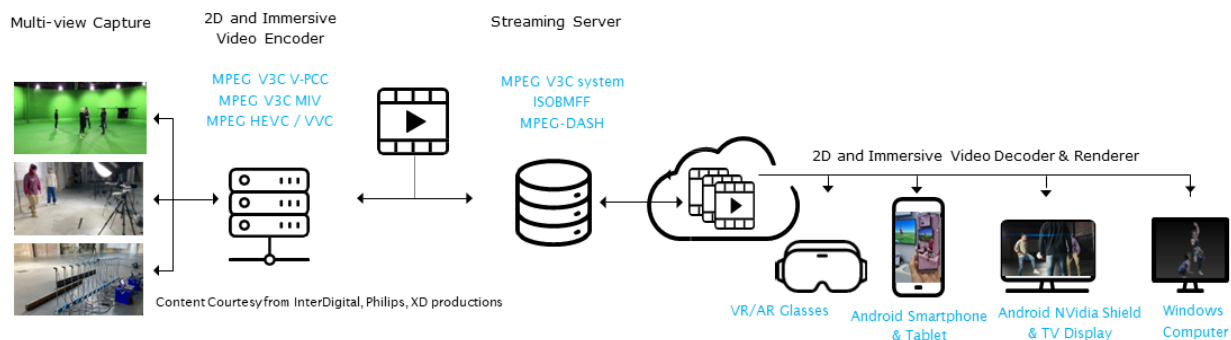 Multi-view Capture
2D and Immersive
Video Encoder
MPEG V3C V-PCC
MPEG V3C MIV
MPEG HEVC / VVC
Streaming Server
MPEG V3C system
ISOBMFF
MPEG-DASH
2D and Immersive Video Decoder & Renderer
Content Courtesy from InterDigital, Philips, XD productions
VR/AR Glasses
Android Smartphone
& Tablet
Android NVidia Shield
& TV Display
Windows
Computer